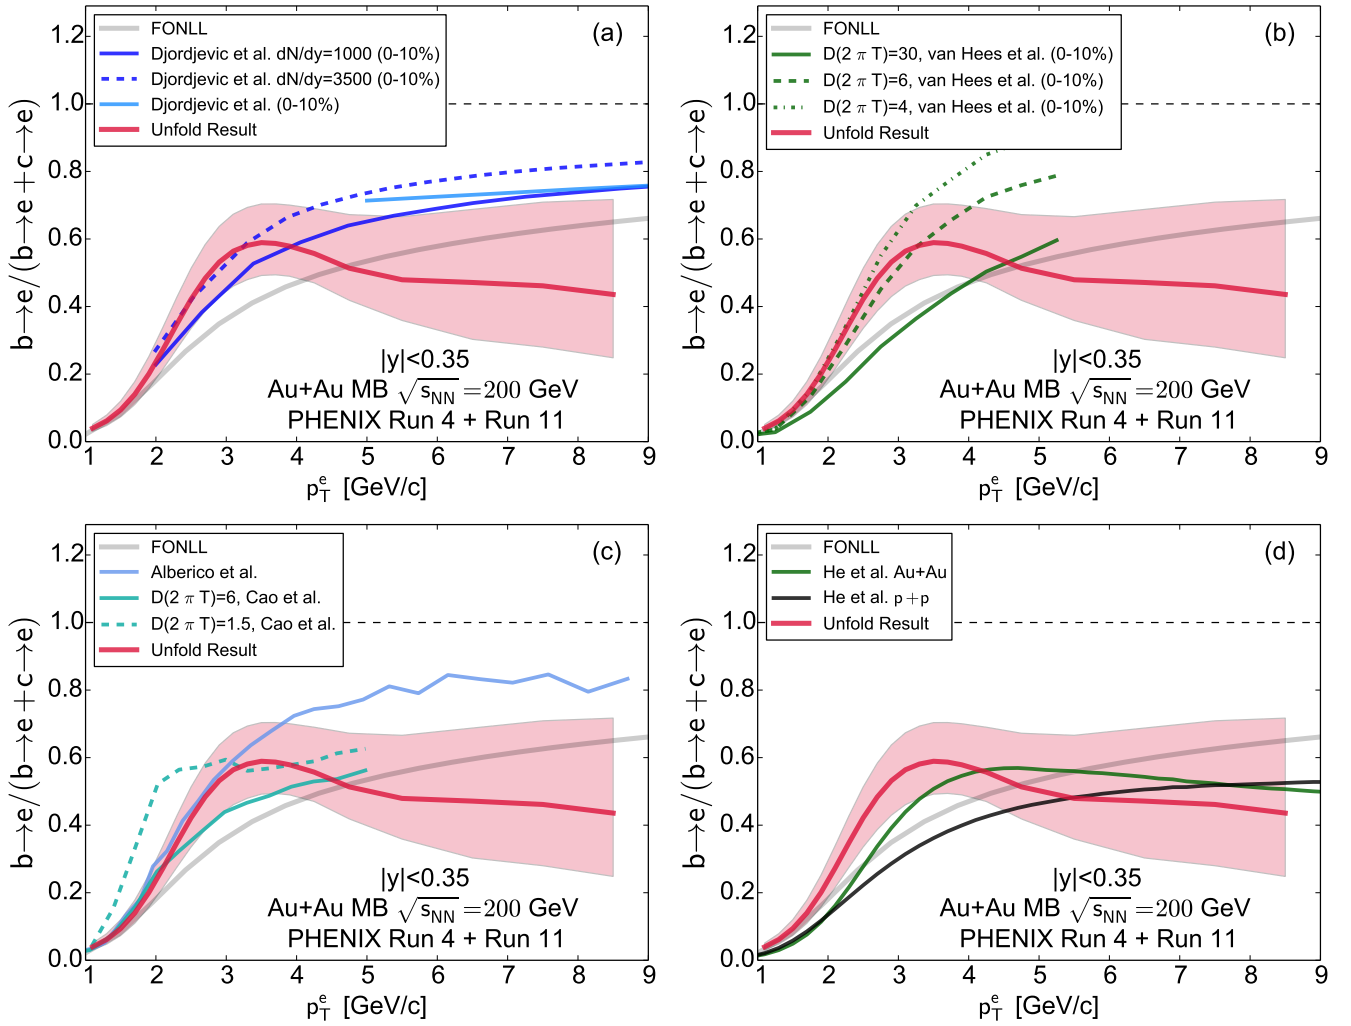 (a)
FONLL
Djordjevic et al. dN/dy=1000 (0-10%)
Djordjevic et al. dN/dy=3500 (0-10%)
Djordjevic et al. (0-10%)
Unfold Result
b→e/(b→e+c→e)
1.2
1.0
0.8
0.6
0.4
0.2
0.0
|y|<0.35
Au+Au MB √s_NN =200 GeV
PHENIX Run 4 + Run 11
1 2 3 4 5 6 7 8 9
p_T^e [GeV/c]
(b)
FONLL
D(2 π T)=30, van Hees et al. (0-10%)
D(2 π T)=6, van Hees et al. (0-10%)
D(2 π T)=4, van Hees et al. (0-10%)
Unfold Result
b→e/(b→e+c→e)
1.2
1.0
0.8
0.6
0.4
0.2
0.0
|y|<0.35
Au+Au MB √s_NN =200 GeV
PHENIX Run 4 + Run 11
1 2 3 4 5 6 7 8 9
p_T^e [GeV/c]
(c)
FONLL
Alberico et al.
D(2 π T)=6, Cao et al.
D(2 π T)=1.5, Cao et al.
Unfold Result
b→e/(b→e+c→e)
1.2
1.0
0.8
0.6
0.4
0.2
0.0
|y|<0.35
Au+Au MB √s_NN =200 GeV
PHENIX Run 4 + Run 11
1 2 3 4 5 6 7 8 9
p_T^e [GeV/c]
(d)
FONLL
He et al. Au+Au
He et al. p+p
Unfold Result
b→e/(b→e+c→e)
1.2
1.0
0.8
0.6
0.4
0.2
0.0
|y|<0.35
Au+Au MB √s_NN =200 GeV
PHENIX Run 4 + Run 11
1 2 3 4 5 6 7 8 9
p_T^e [GeV/c]